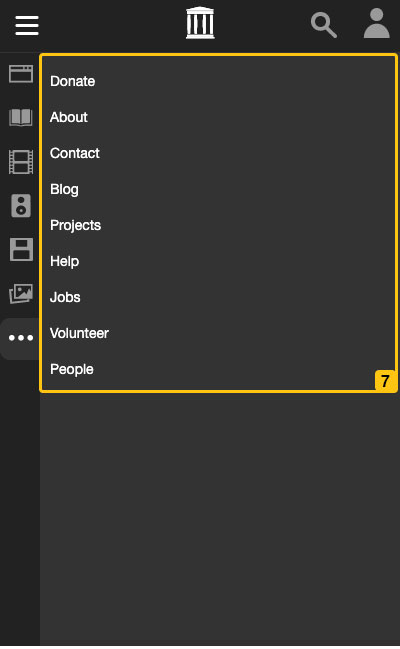 Donate
About
Contact
Blog
Projects
Help
Jobs
Volunteer
People
7